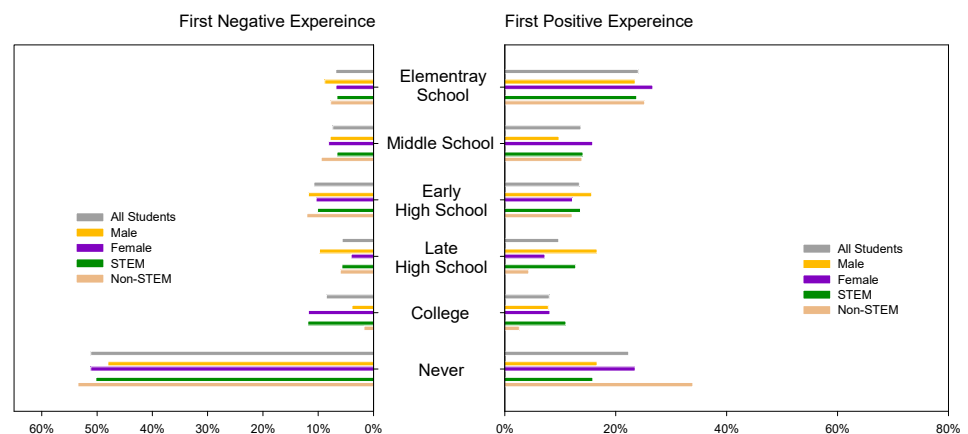 First Negative Expereince
First Positive Expereince
Elementray
School
Middle School
Early
High School
Late
High School
College
Never
All Students
Male
Female
STEM
Non-STEM
All Students
Male
Female
STEM
Non-STEM
60% 50% 40% 30% 20% 10% 0%
0% 20% 40% 60% 80%